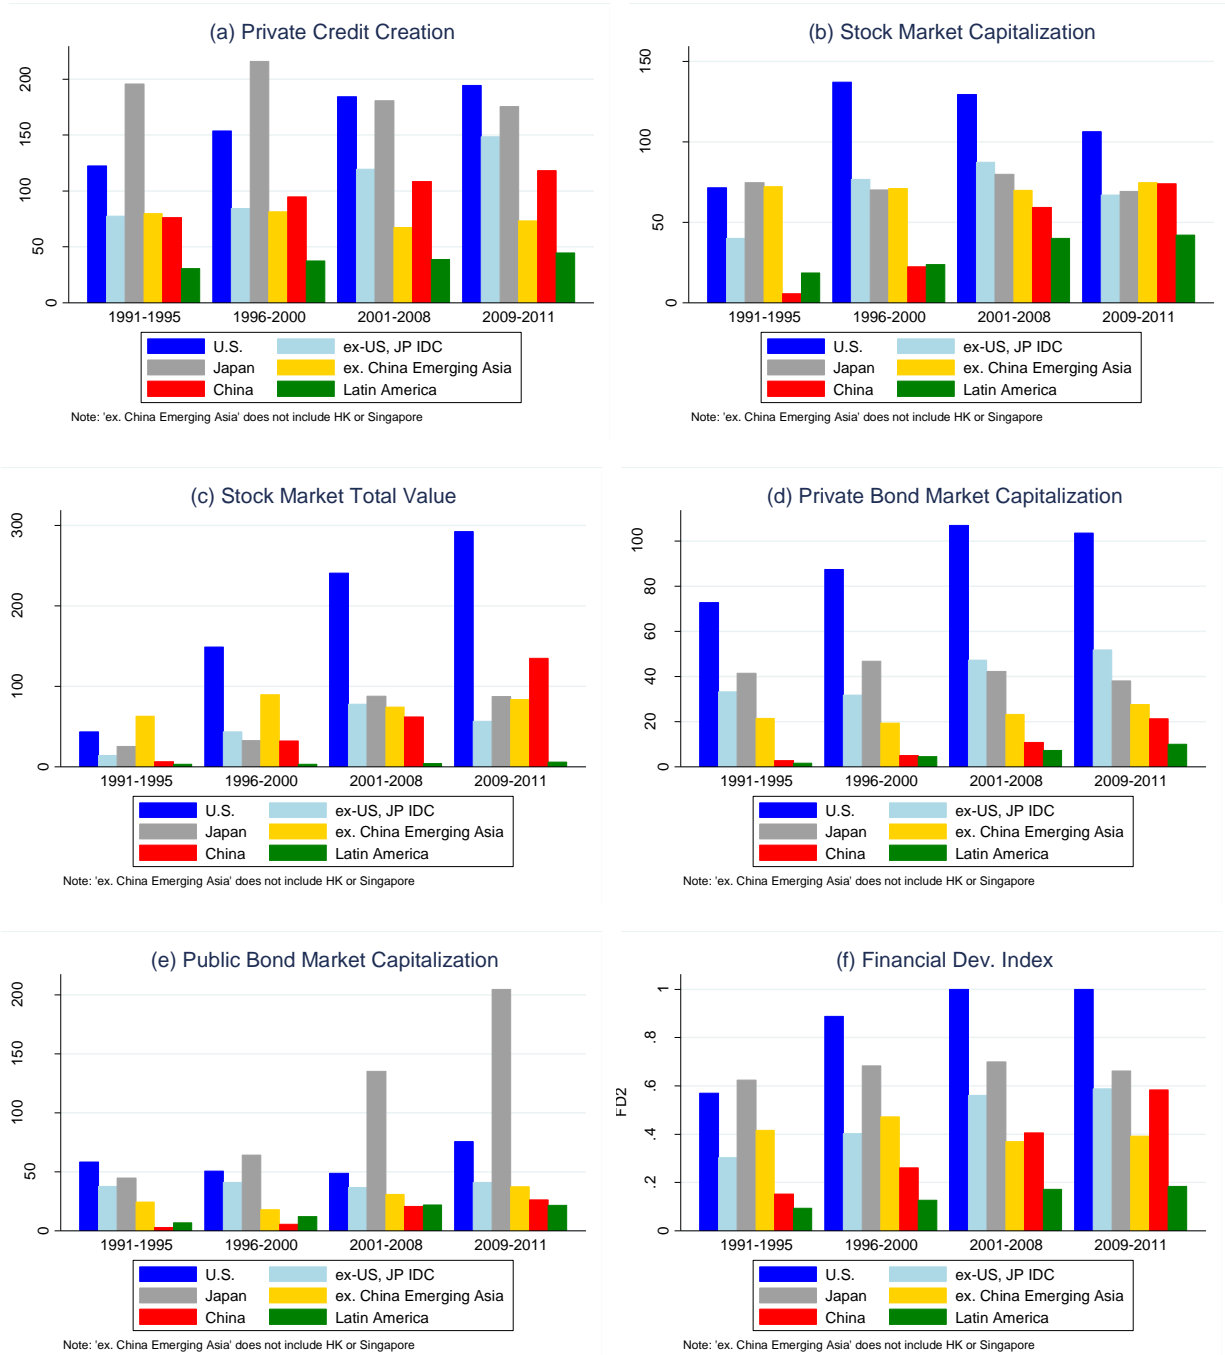 (a) Private Credit Creation
200
150
100
50
0
1991-1995 1996-2000 2001-2008 2009-2011
U.S. ex-US, JP IDC
Japan ex. China Emerging Asia
China Latin America
Note: 'ex. China Emerging Asia' does not include HK or Singapore
(b) Stock Market Capitalization
150
100
50
0
1991-1995 1996-2000 2001-2008 2009-2011
U.S. ex-US, JP IDC
Japan ex. China Emerging Asia
China Latin America
Note: 'ex. China Emerging Asia' does not include HK or Singapore
(c) Stock Market Total Value
300
200
100
0
1991-1995 1996-2000 2001-2008 2009-2011
U.S. ex-US, JP IDC
Japan ex. China Emerging Asia
China Latin America
Note: 'ex. China Emerging Asia' does not include HK or Singapore
(d) Private Bond Market Capitalization
100
80
60
40
20
0
1991-1995 1996-2000 2001-2008 2009-2011
U.S. ex-US, JP IDC
Japan ex. China Emerging Asia
China Latin America
Note: 'ex. China Emerging Asia' does not include HK or Singapore
(e) Public Bond Market Capitalization
200
150
100
50
0
1991-1995 1996-2000 2001-2008 2009-2011
U.S. ex-US, JP IDC
Japan ex. China Emerging Asia
China Latin America
Note: 'ex. China Emerging Asia' does not include HK or Singapore
(f) Financial Dev. Index
FD2
1
.8
.6
.4
.2
0
1991-1995 1996-2000 2001-2008 2009-2011
U.S. ex-US, JP IDC
Japan ex. China Emerging Asia
China Latin America
Note: 'ex. China Emerging Asia' does not include HK or Singapore